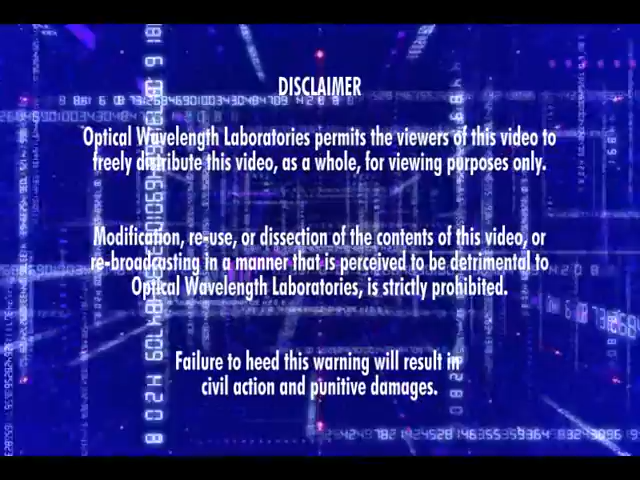 DISCLAIMER
Optical Wavelength Laboratories permits the viewers of this video to
freely distribute this video, as a whole, for viewing purposes only.
Modification, re-use, or dissection of the contents of this video, or
re-broadcasting in a manner that is perceived to be detrimental to
Optical Wavelength Laboratories, is strictly prohibited.
Failure to heed this warning will result in
civil action and punitive damages.